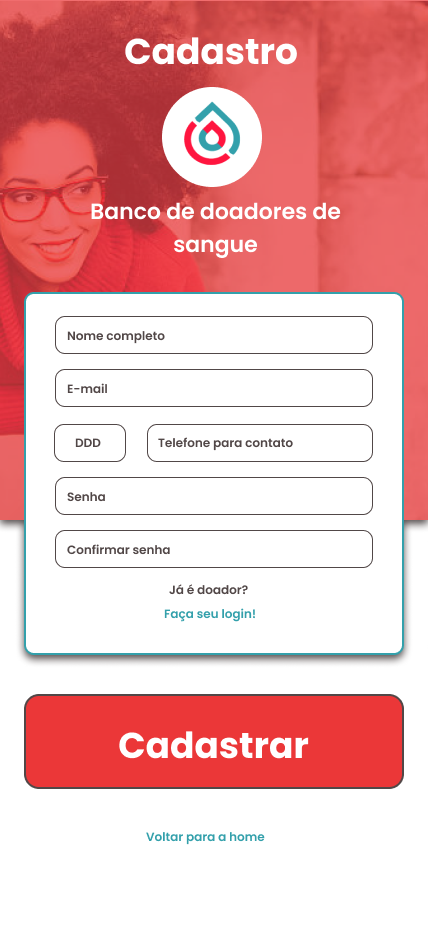 Cadastro
Banco de doadores de
sangue
Nome completo
E-mail
DDD
Telefone para contato
Senha
Confirmar senha
Já é doador?
Faça seu login!
Cadastrar
Voltar para a home